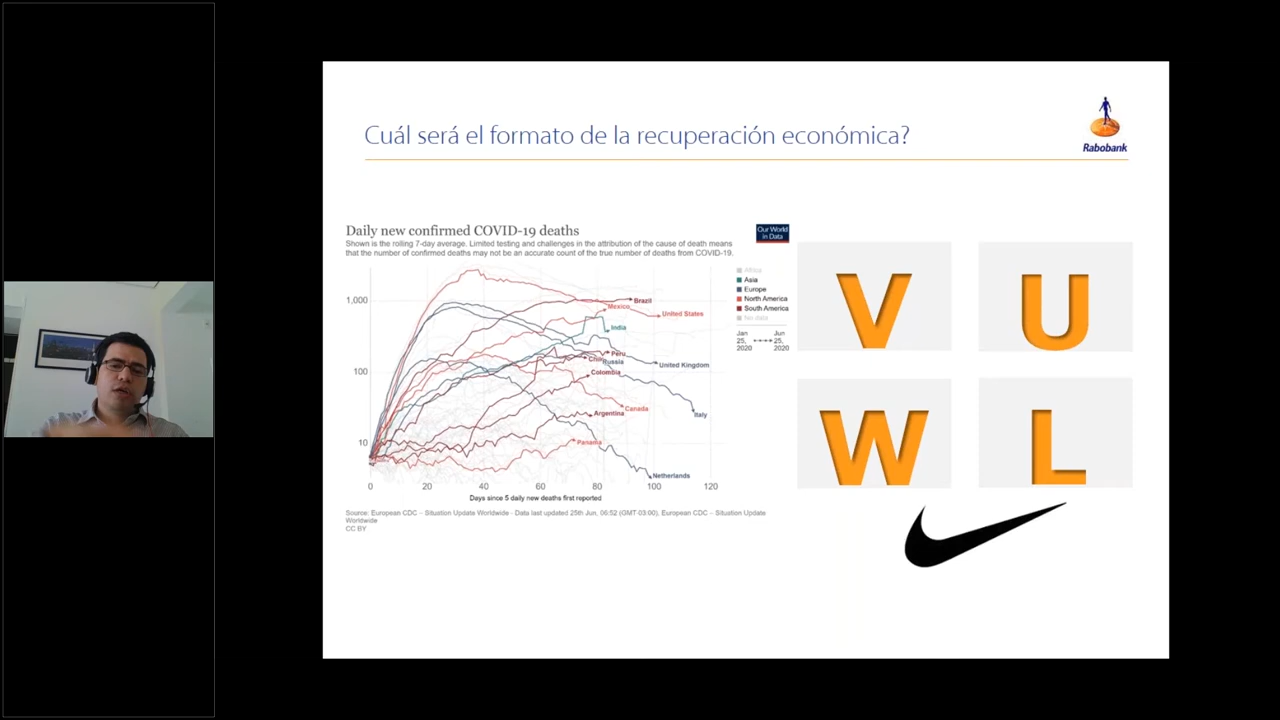 Cuál será el formato de la recuperación económica?
Rabobank
Daily new confirmed COVID-19 deaths
Shown is the rolling 7-day average. Limited testing and challenges in the attribution of the cause of death means
that the number of confirmed deaths may not be an accurate count of the true number of deaths from COVID-19.
Our World
in Data
1,000
100
10
0
20
40
60
80
100
120
Days since 5 daily new deaths first reported
Brazil
Mexico
United States
India
Peru
Russia
United Kingdom
Colombia
Canada
Argentina
Italy
Panama
Netherlands
Africa
Asia
Europe
North America
South America
No data
Jan
25,
2020
Jun
25,
2020
Source: European CDC – Situation Update Worldwide - Data last updated 25th Jun, 06:52 (GMT-03:00), European CDC – Situation Update
Worldwide
CC BY
V
U
W
L